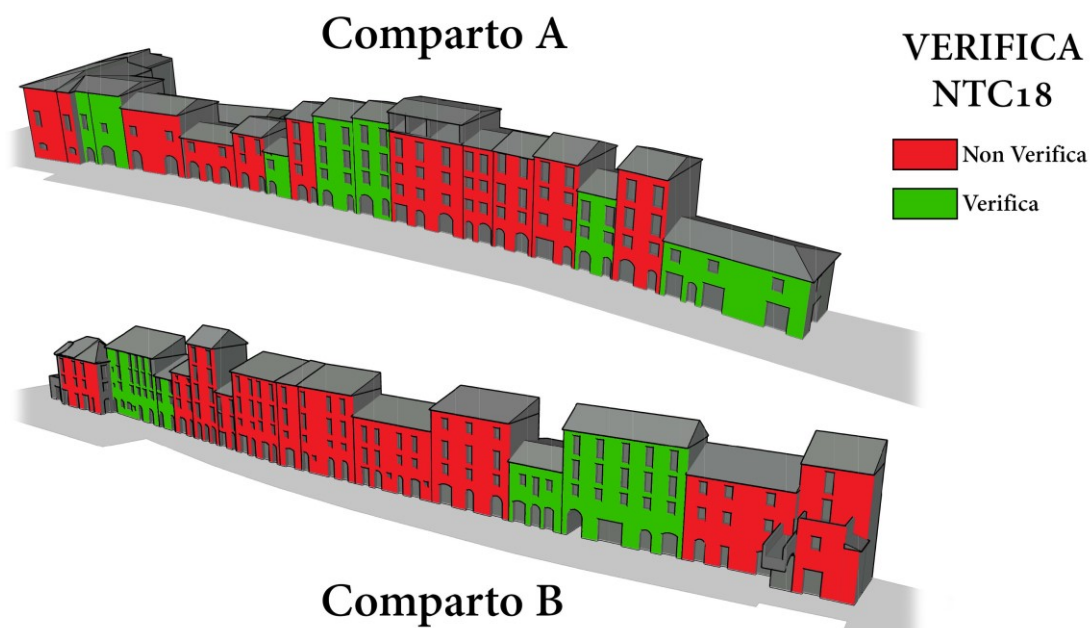 Comparto A
VERIFICA
NTC18
Non Verifica
Verifica
Comparto B